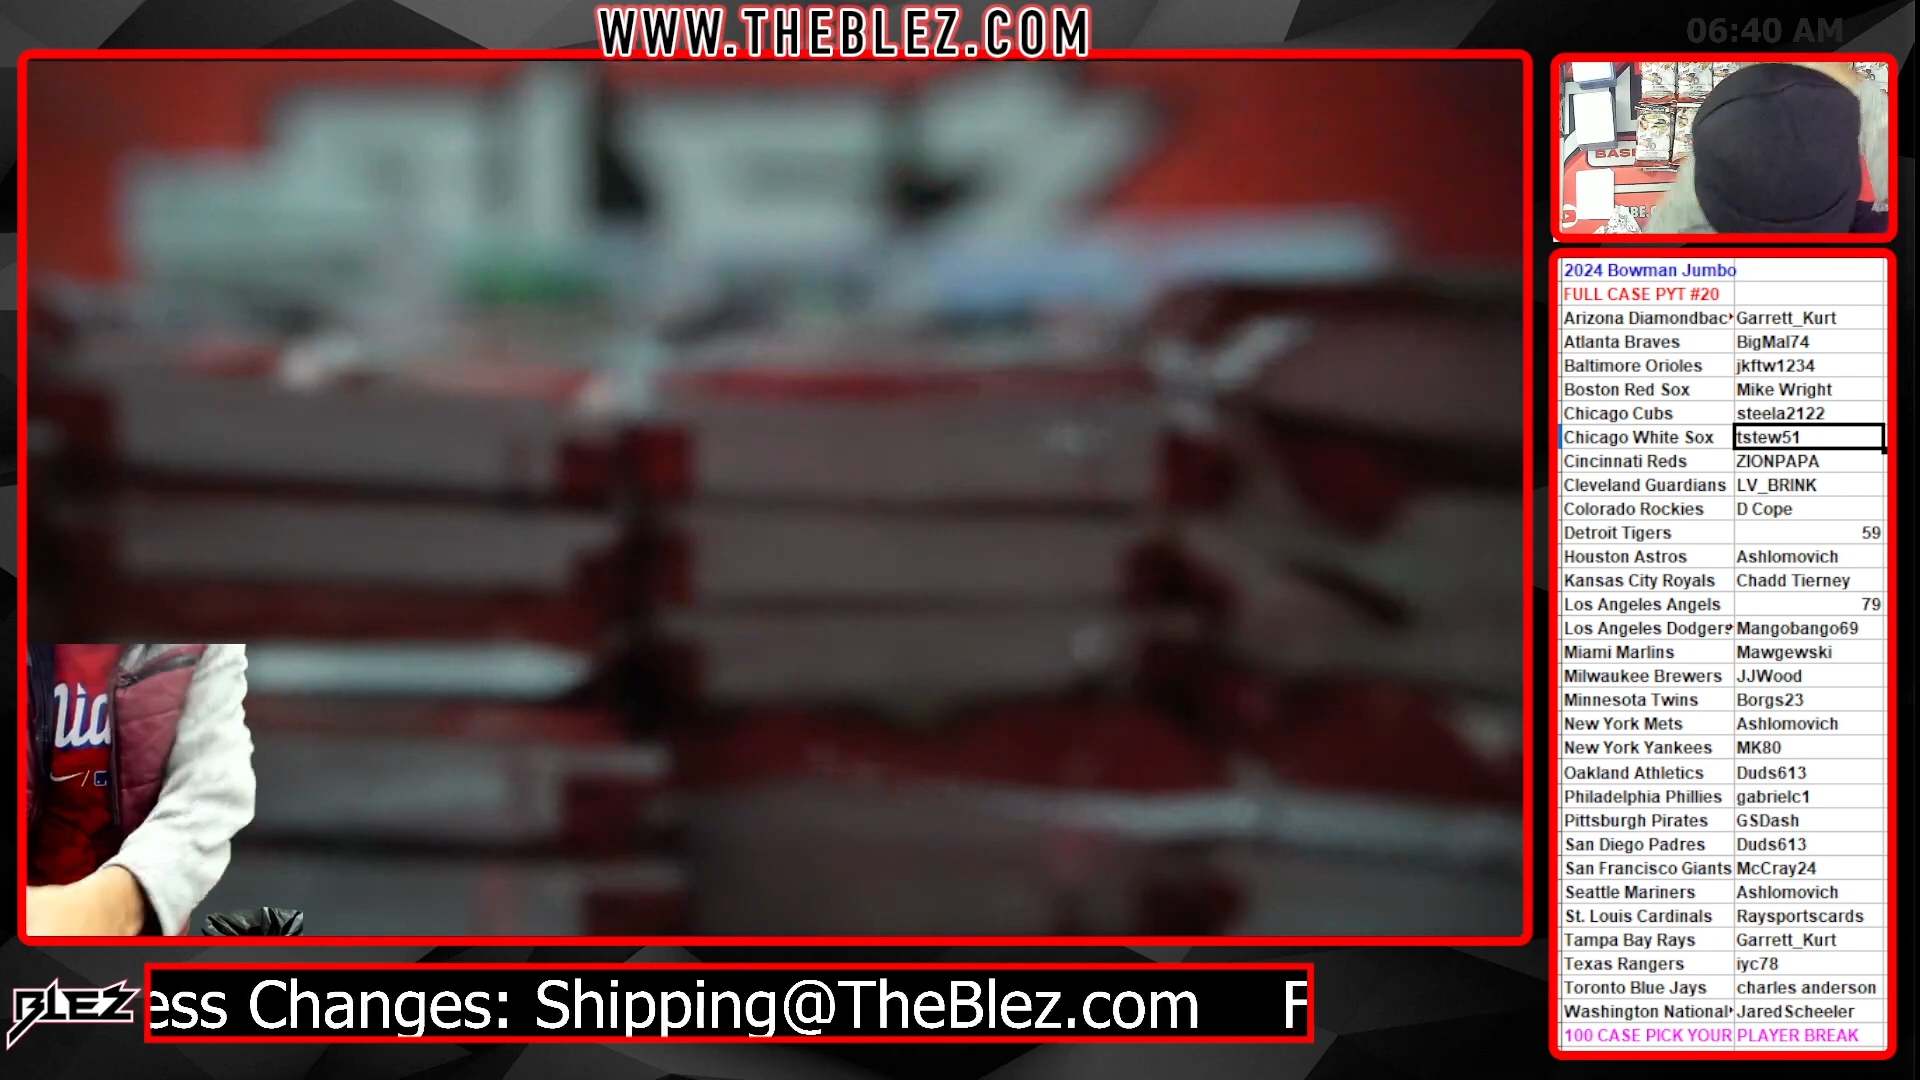 WWW.THEBLEZ.COM
06:40 AM
2024 Bowman Jumbo
FULL CASE PYT #20
Arizona Diamondbac Garrett_Kurt
Atlanta Braves BigMal74
Baltimore Orioles jkftw1234
Boston Red Sox Mike Wright
Chicago Cubs steela2122
Chicago White Sox tstew51
Cincinnati Reds ZIONPAPA
Cleveland Guardians LV_BRINK
Colorado Rockies D Cope
Detroit Tigers 59
Houston Astros Ashlomovich
Kansas City Royals Chadd Tierney
Los Angeles Angels 79
Los Angeles Dodgers Mangobango69
Miami Marlins Mawgewski
Milwaukee Brewers JJWood
Minnesota Twins Borgs23
New York Mets Ashlomovich
New York Yankees MK80
Oakland Athletics Duds613
Philadelphia Phillies gabrielc1
Pittsburgh Pirates GSDash
San Diego Padres Duds613
San Francisco Giants McCray24
Seattle Mariners Ashlomovich
St. Louis Cardinals Raysportscards
Tampa Bay Rays Garrett_Kurt
Texas Rangers iyc78
Toronto Blue Jays charles anderson
Washington National JaredScheeler
100 CASE PICK YOUR PLAYER BREAK
BLEZ
ess Changes: Shipping@TheBlez.com F